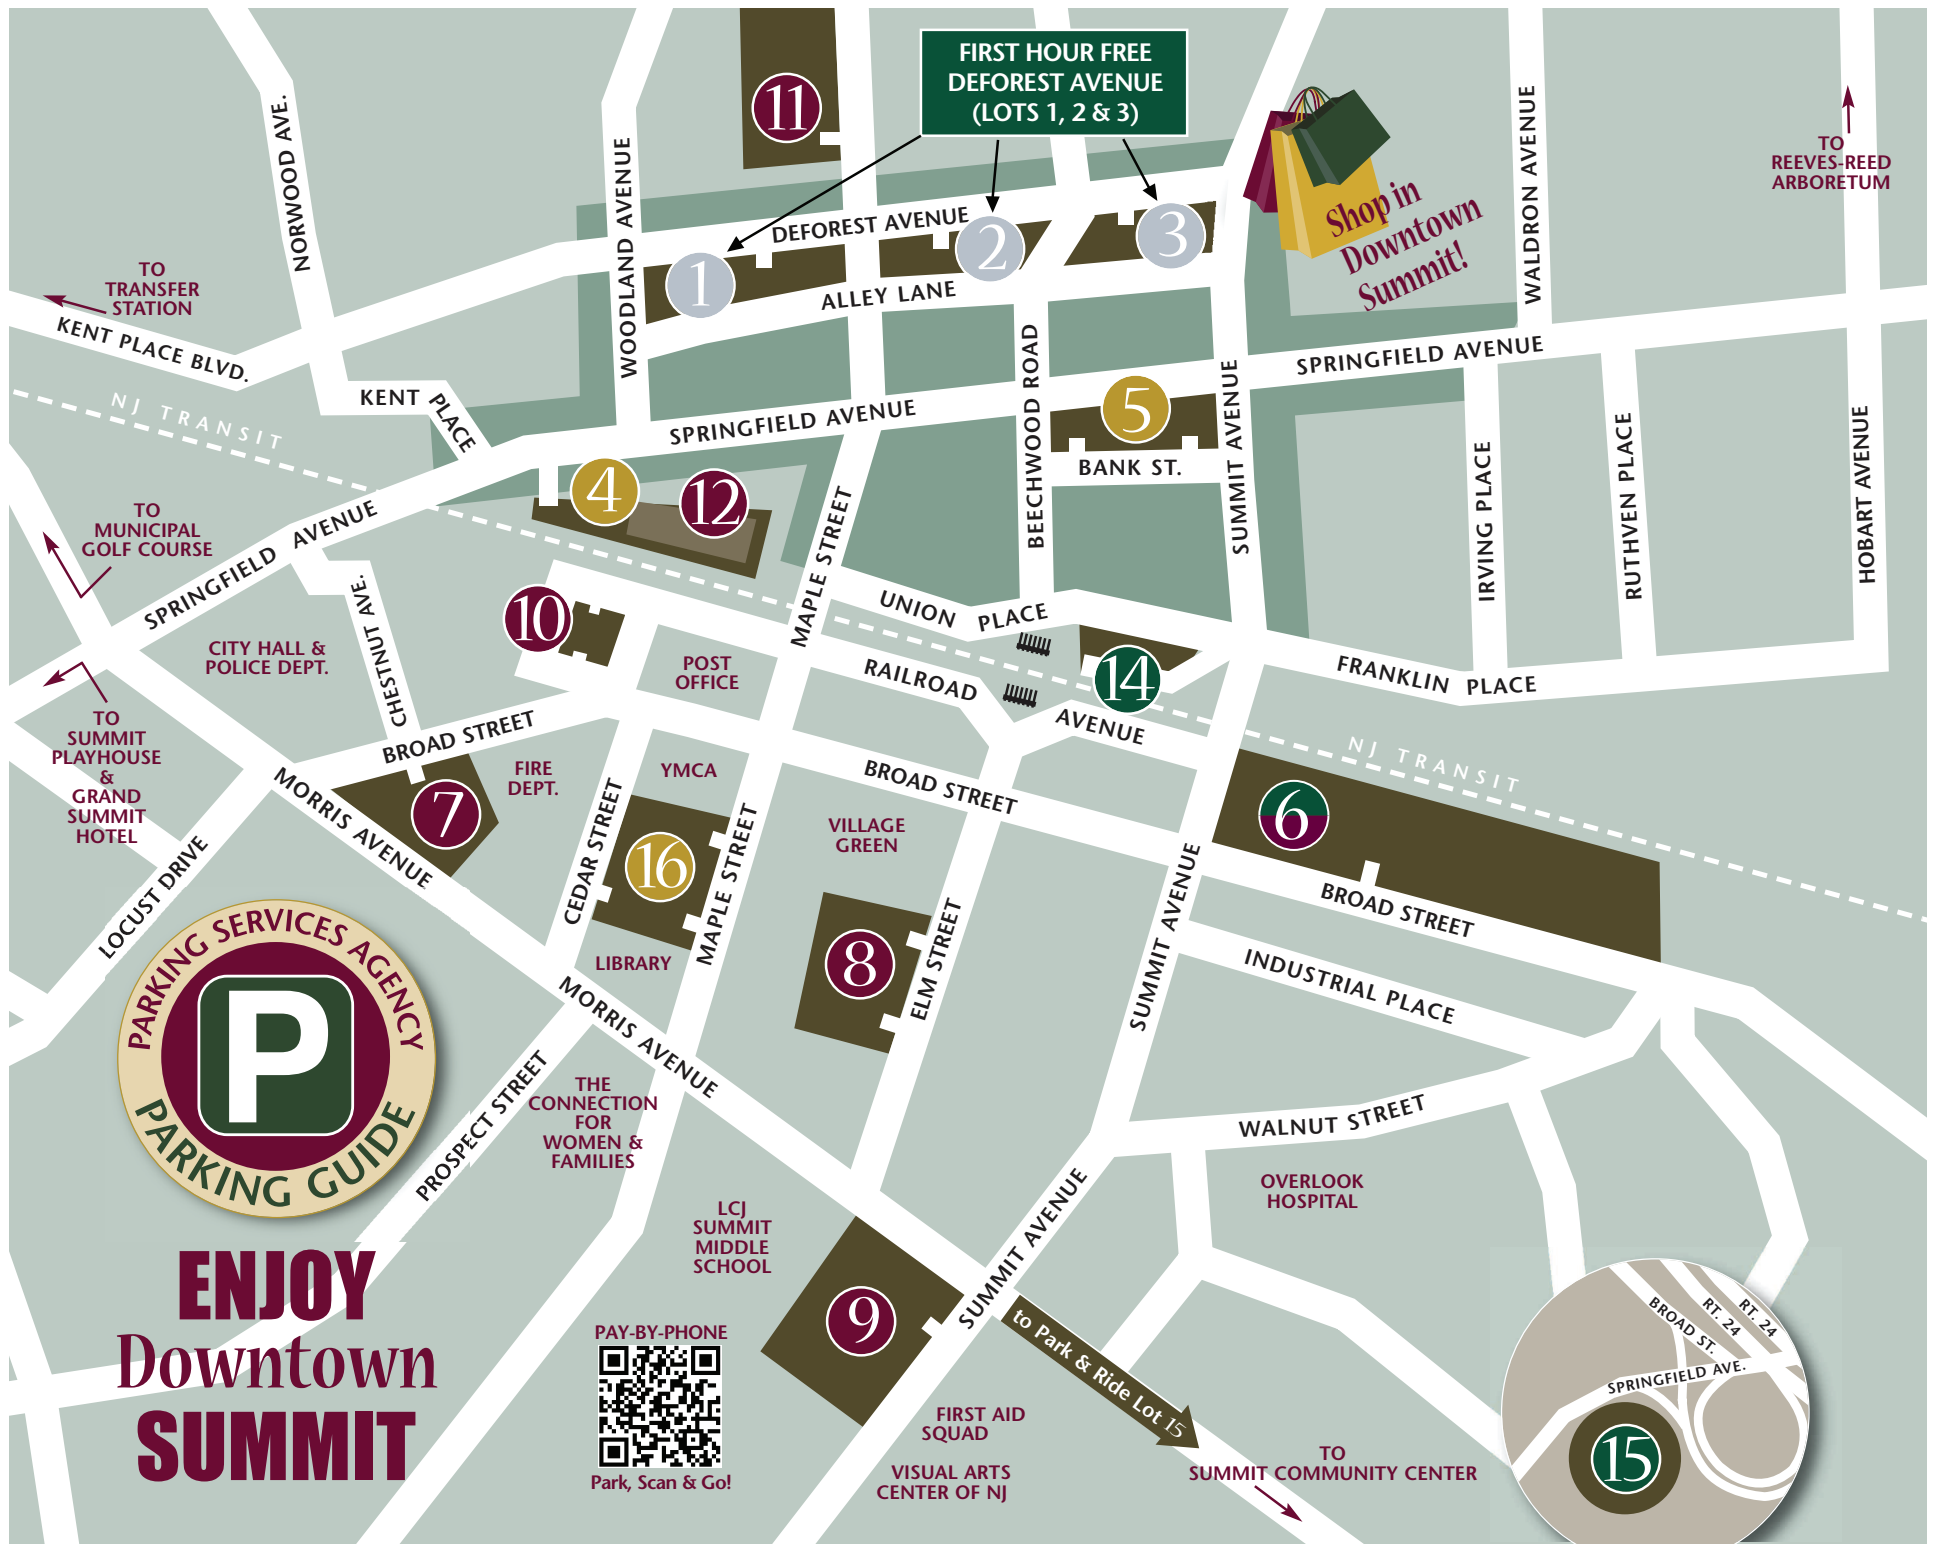 FIRST HOUR FREE
DEFOREST AVENUE
(LOTS 1, 2 & 3)
11
NORWOOD AVE.
WOODLAND AVENUE
DEFOREST AVENUE
1
2
3
ALLEY LANE
Shop in
Downtown
Summit!
WALDRON AVENUE
TO
REEVES-REED
ARBORETUM
TO
TRANSFER
STATION
KENT PLACE BLVD.
KENT PLACE
NJ TRANSIT
SPRINGFIELD AVENUE
SPRINGFIELD AVENUE
BEECHWOOD ROAD
5
BANK ST.
SUMMIT AVENUE
IRVING PLACE
RUTHVEN PLACE
HOBART AVENUE
4
12
MAPLE STREET
TO
MUNICIPAL
GOLF COURSE
SPRINGFIELD AVENUE
CHESTNUT AVE.
CITY HALL &
POLICE DEPT.
10
POST
OFFICE
UNION PLACE
RAILROAD AVENUE
14
FRANKLIN PLACE
TO
SUMMIT
PLAYHOUSE
&
GRAND
SUMMIT
HOTEL
BROAD STREET
FIRE
DEPT.
YMCA
7
MORRIS AVENUE
LOCUST DRIVE
CEDAR STREET
16
MAPLE STREET
LIBRARY
BROAD STREET
VILLAGE
GREEN
8
ELM STREET
NJ TRANSIT
6
BROAD STREET
SUMMIT AVENUE
INDUSTRIAL PLACE
PARKING SERVICES AGENCY
P
PARKING GUIDE
MORRIS AVENUE
PROSPECT STREET
THE
CONNECTION
FOR
WOMEN &
FAMILIES
WALNUT STREET
OVERLOOK
HOSPITAL
LCJ
SUMMIT
MIDDLE
SCHOOL
9
SUMMIT AVENUE
to Park & Ride Lot 15
ENJOY
Downtown
SUMMIT
PAY-BY-PHONE
Park, Scan & Go!
FIRST AID
SQUAD
VISUAL ARTS
CENTER OF NJ
TO
SUMMIT COMMUNITY CENTER
BROAD ST.
RT. 24
RT. 24
SPRINGFIELD AVE.
15